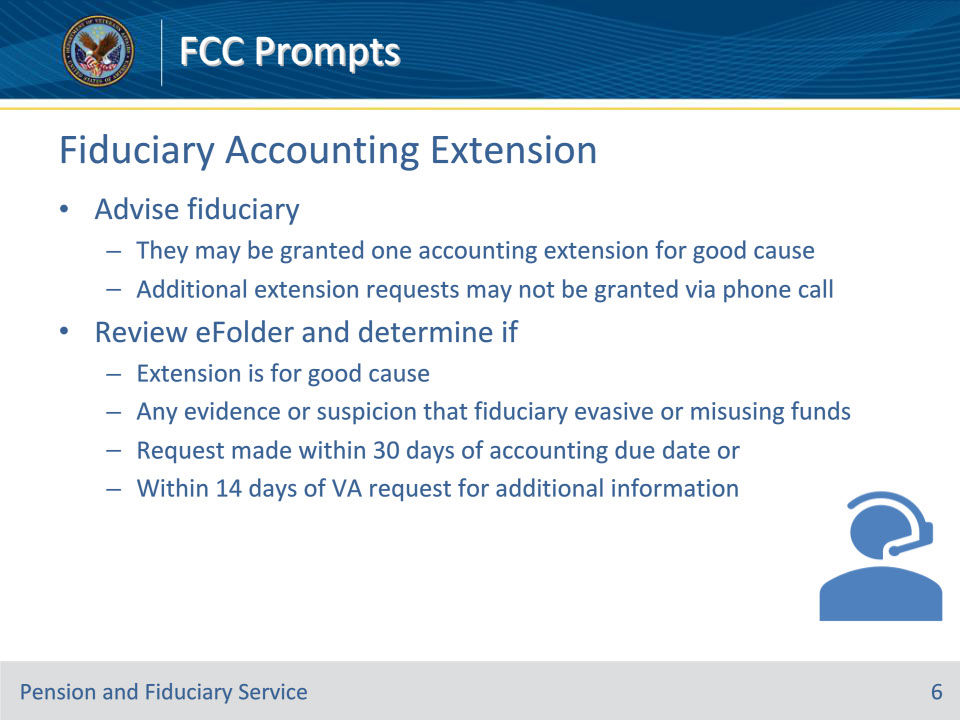 FCC Prompts
Fiduciary Accounting Extension
• Advise fiduciary
– They may be granted one accounting extension for good cause
– Additional extension requests may not be granted via phone call
• Review eFolder and determine if
– Extension is for good cause
– Any evidence or suspicion that fiduciary evasive or misusing funds
– Request made within 30 days of accounting due date or
– Within 14 days of VA request for additional information
Pension and Fiduciary Service
6